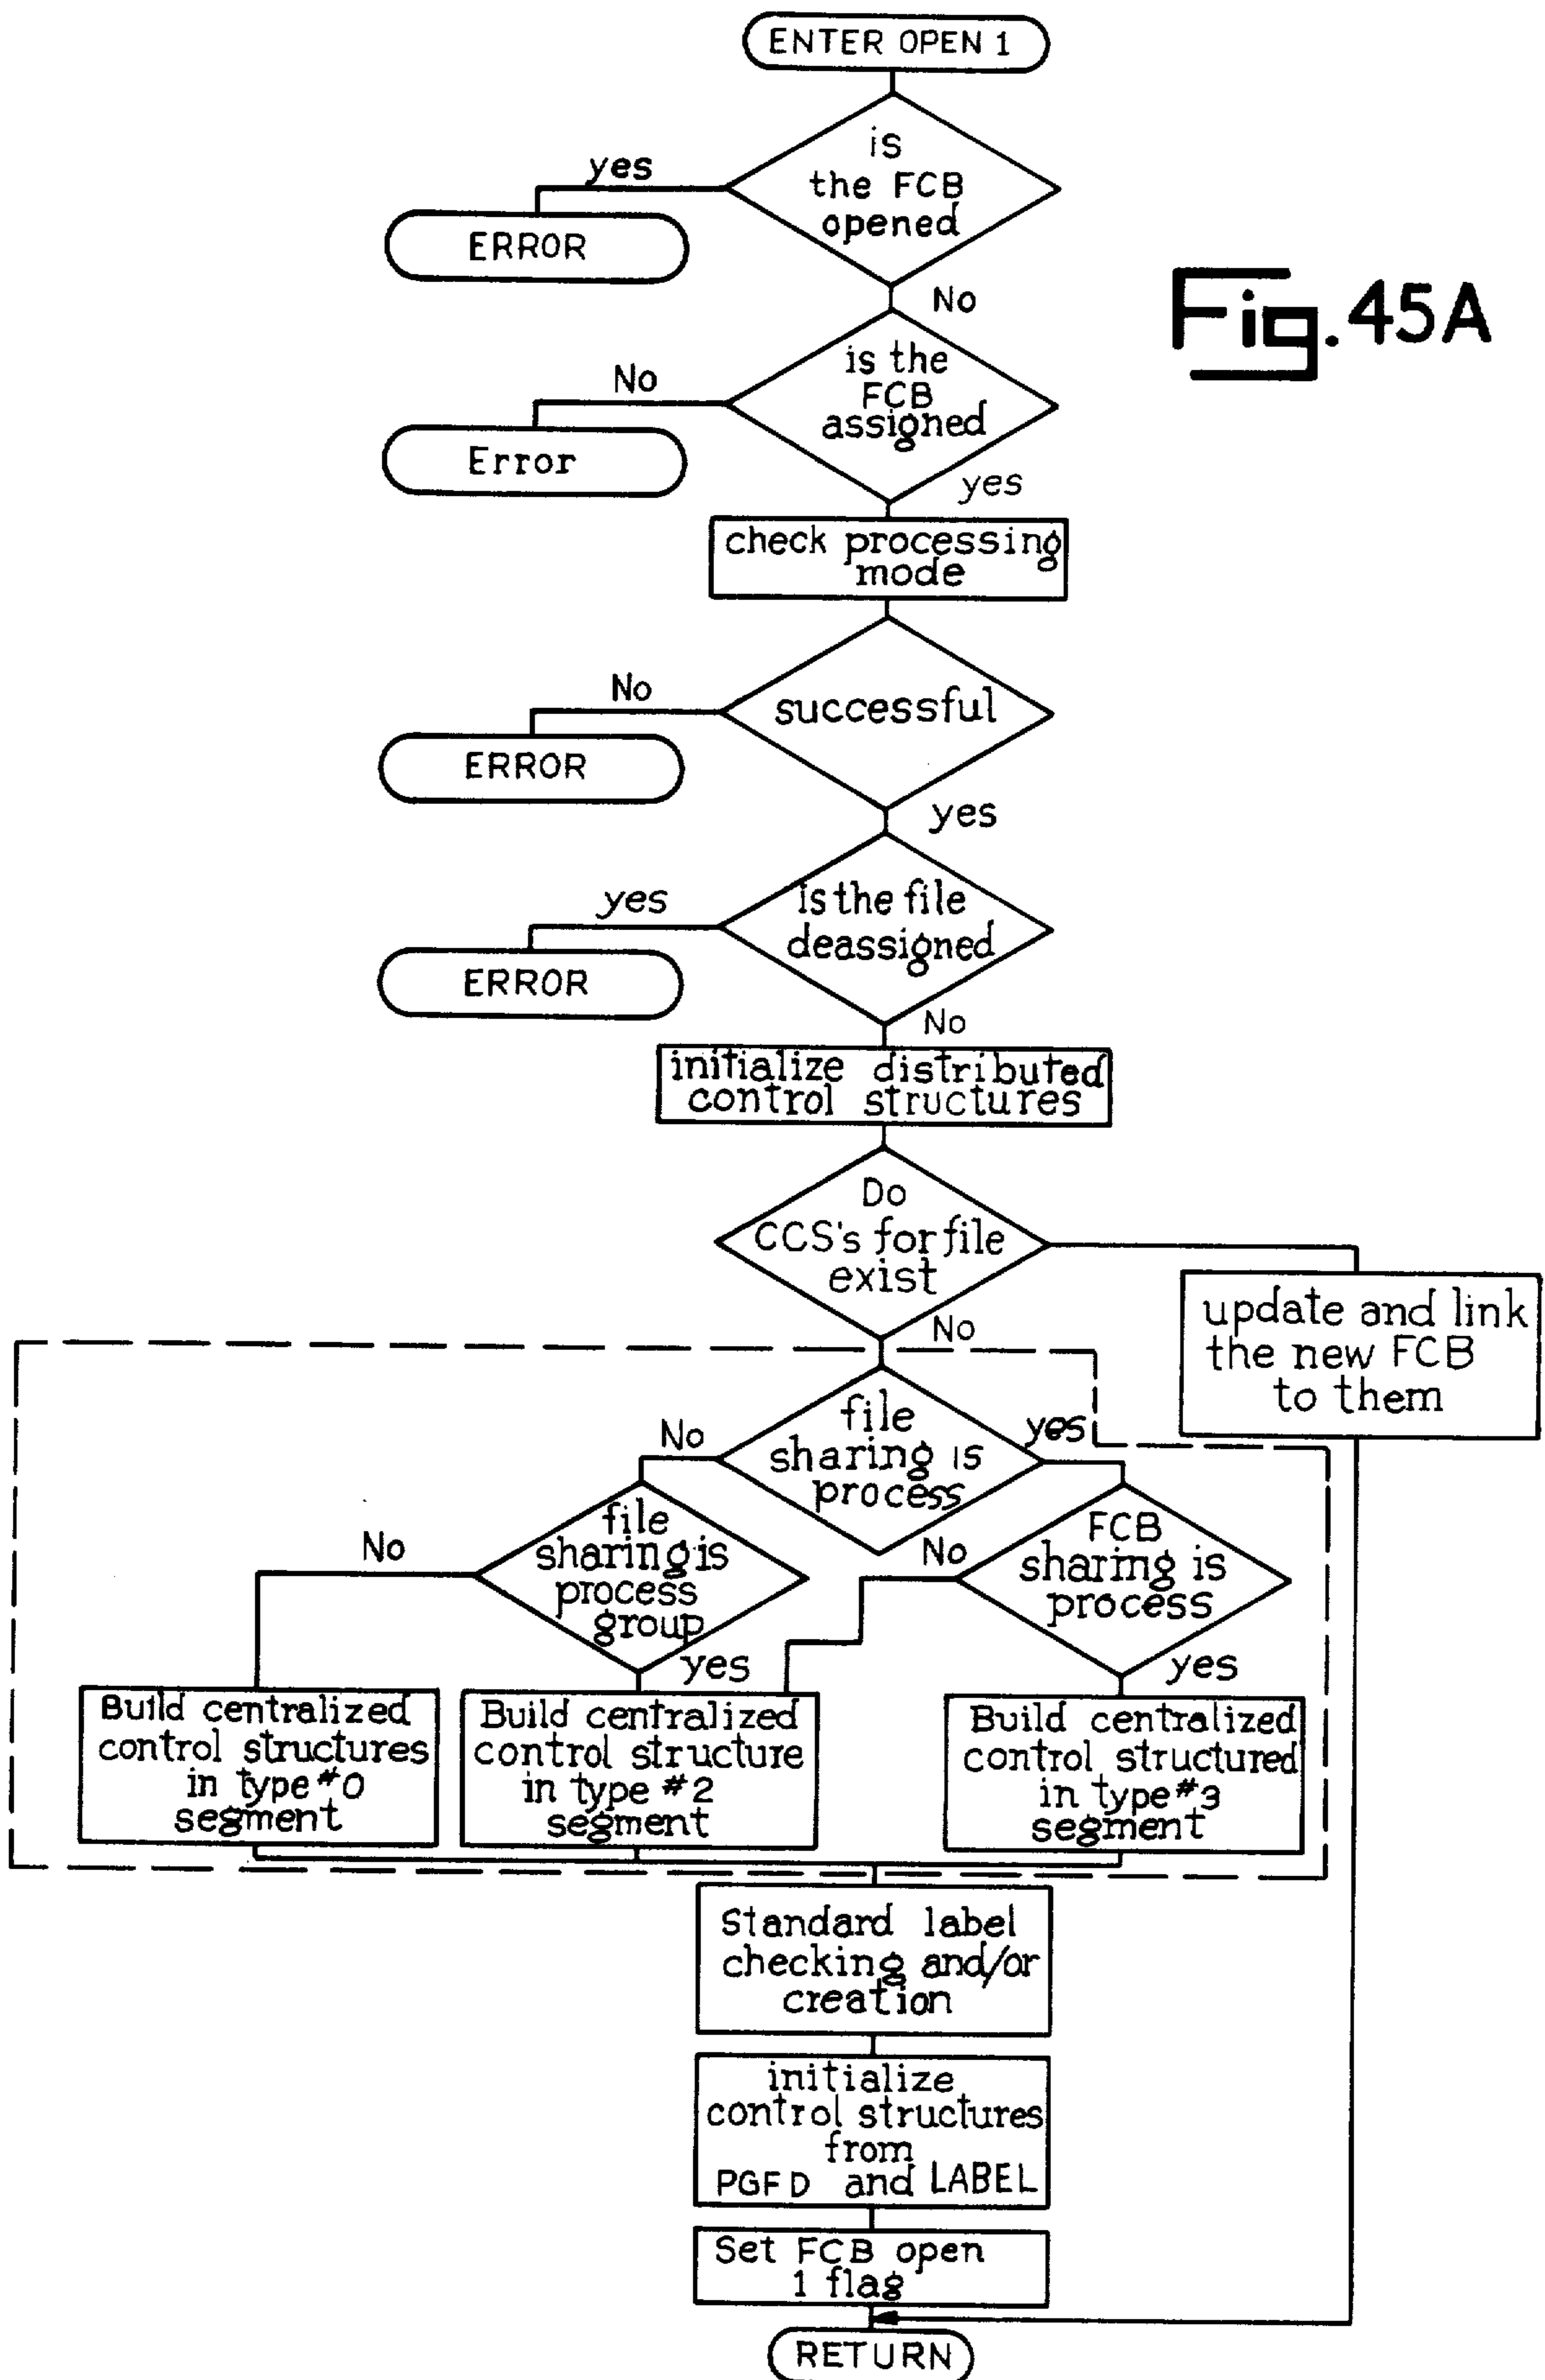 ENTER OPEN 1
is
the FCB
opened
yes
ERROR
No
Fig. 45A
is the
FCB
assigned
No
Error
yes
check processing
mode
successful
No
ERROR
yes
is the file
deassigned
yes
ERROR
No
initialize distributed
control structures
Do
CCS's for file
exist
No
update and link
the new FCB
to them
file
sharing is
process
No
yes
file
sharing is
process
group
No
yes
FCB
sharing is
process
No
yes
Build centralized
control structures
in type #0
segment
Build centralized
control structure
in type #2
segment
Build centralized
control structured
in type #3
segment
Standard label
checking and/or
creation
initialize
control structures
from
PGFD and LABEL
Set FCB open
1 flag
RETURN